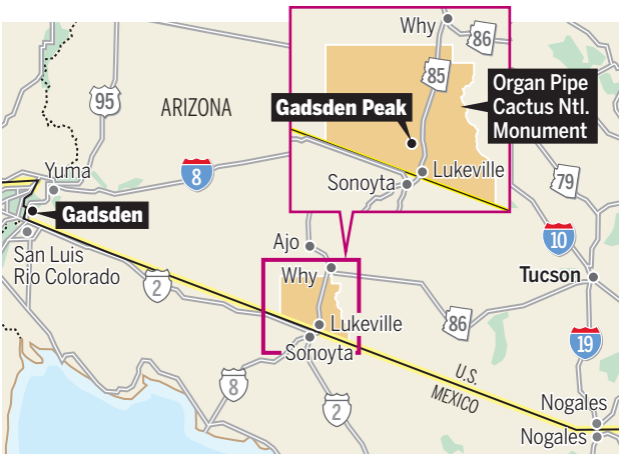 Why
86
85
95
ARIZONA
Gadsden Peak
Organ Pipe
Cactus Ntl.
Monument
Yuma
8
Sonoyta
Lukeville
79
Gadsden
San Luis
Rio Colorado
2
Ajo
Why
10
Tucson
Lukeville
86
Sonoyta
19
8
2
U.S.
MEXICO
Nogales
Nogales